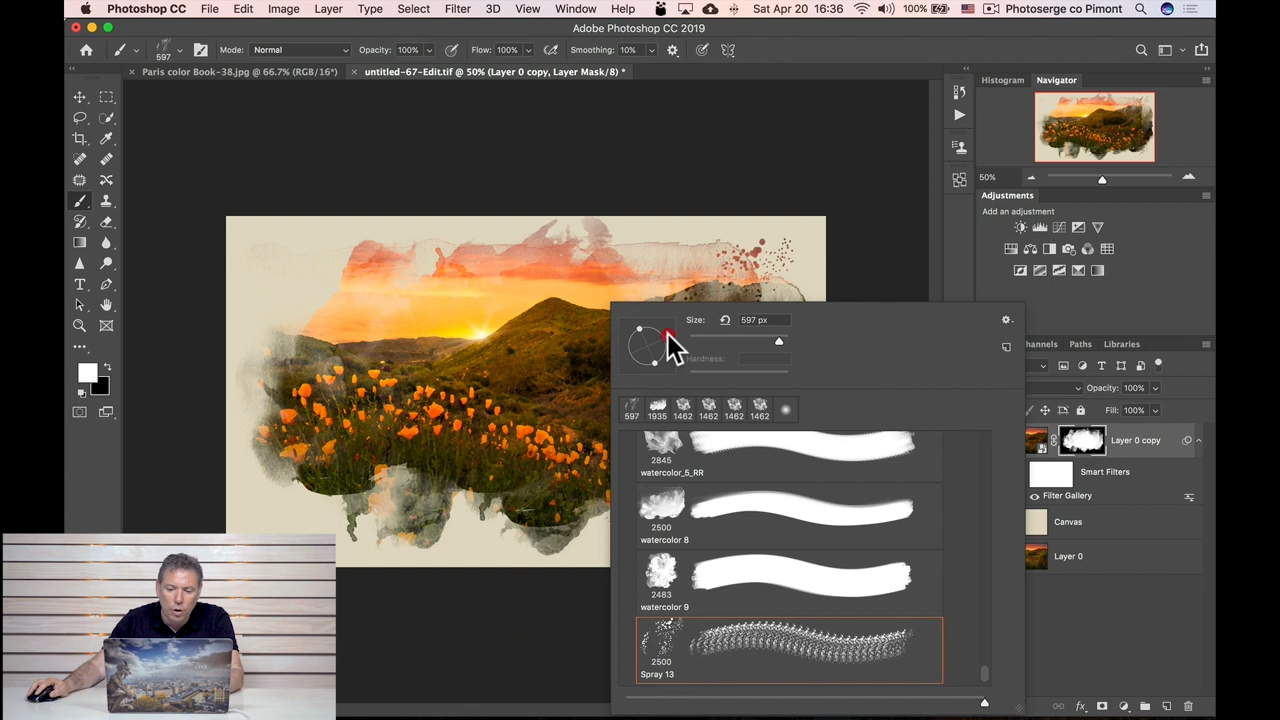 Photoshop CC File Edit Image Layer Type Select Filter 3D View Window Help 100% Sat Apr 20 16:36 Photoserge co Pimont
Adobe Photoshop CC 2019
597 Mode: Normal Opacity: 100% Flow: 100% Smoothing: 10%
Paris color Book-38.jpg @ 66.7% (RGB/16*) untitled-67-Edit.tif @ 50% (Layer 0 copy, Layer Mask/8) *
Histogram Navigator
50%
Adjustments
Add an adjustment
Size: 597 px
Hardness:
597 1935 1462 1462 1462 1462
2845
watercolor_5_RR
2500
watercolor 8
2483
watercolor 9
2500
Spray 13
hannels Paths Libraries
Opacity: 100%
Fill: 100%
Layer 0 copy
Smart Filters
Filter Gallery
Canvas
Layer 0
fx